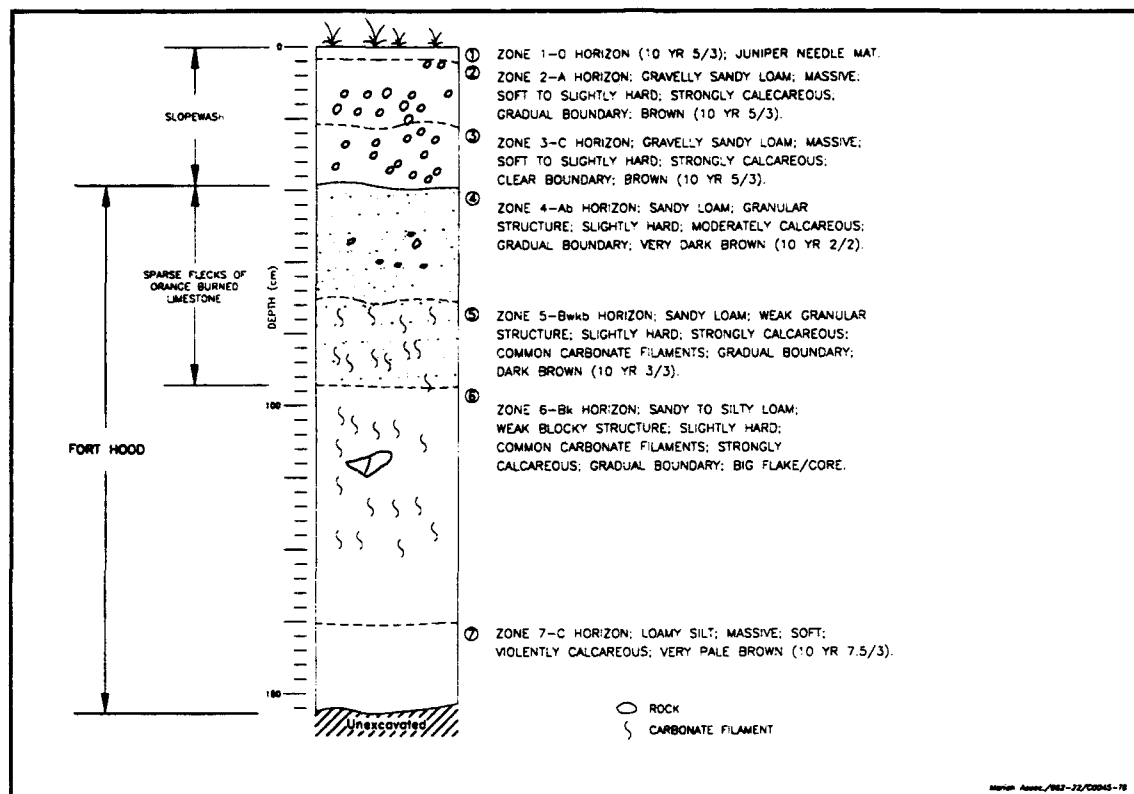 0
① ZONE 1-O HORIZON (10 YR 5/3); JUNIPER NEEDLE MAT.
② ZONE 2-A HORIZON; GRAVELLY SANDY LOAM; MASSIVE;
SOFT TO SLIGHTLY HARD; STRONGLY CALECAREOUS;
GRADUAL BOUNDARY; BROWN (10 YR 5/3).
SLOPEWASH
③ ZONE 3-C HORIZON; GRAVELLY SANDY LOAM; MASSIVE;
SOFT TO SLIGHTLY HARD; STRONGLY CALCAREOUS;
CLEAR BOUNDARY; BROWN (10 YR 5/3).
④ ZONE 4-Ab HORIZON; SANDY LOAM; GRANULAR
STRUCTURE; SLIGHTLY HARD; MODERATELY CALCAREOUS;
GRADUAL BOUNDARY; VERY DARK BROWN (10 YR 2/2).
SPARSE FLECKS OF
ORANGE BURNED
LIMESTONE
DEPTH (cm)
⑤ ZONE 5-Bwkb HORIZON; SANDY LOAM; WEAK GRANULAR
STRUCTURE; SLIGHTLY HARD; STRONGLY CALCAREOUS;
COMMON CARBONATE FILAMENTS; GRADUAL BOUNDARY;
DARK BROWN (10 YR 3/3).
100
⑥ ZONE 6-Bk HORIZON; SANDY TO SILTY LOAM;
WEAK BLOCKY STRUCTURE; SLIGHTLY HARD;
COMMON CARBONATE FILAMENTS; STRONGLY
CALCAREOUS; GRADUAL BOUNDARY; BIG FLAKE/CORE.
FORT HOOD
⑦ ZONE 7-C HORIZON; LOAMY SILT; MASSIVE; SOFT;
VIOLENTLY CALCAREOUS; VERY PALE BROWN (10 YR 7.5/3).
180
Unexcavated
ROCK
CARBONATE FILAMENT